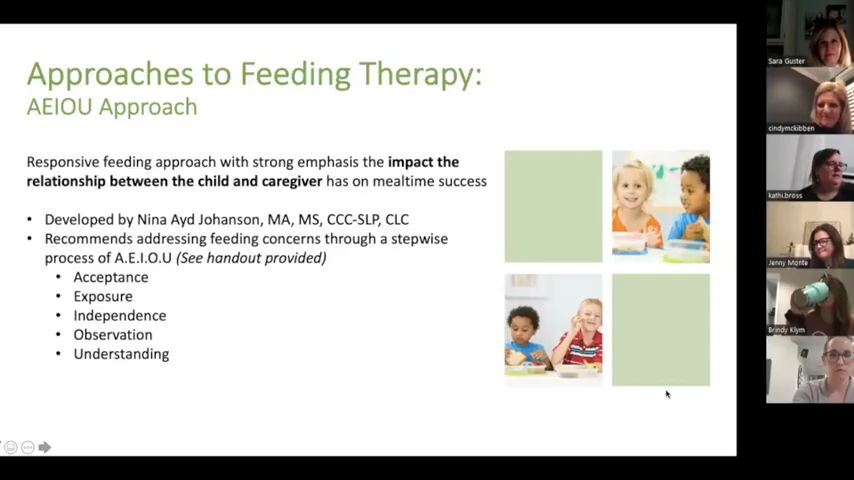 Approaches to Feeding Therapy:
AEIOU Approach
Responsive feeding approach with strong emphasis the impact the
relationship between the child and caregiver has on mealtime success
• Developed by Nina Ayd Johanson, MA, MS, CCC-SLP, CLC
• Recommends addressing feeding concerns through a stepwise
process of A.E.I.O.U (See handout provided)
• Acceptance
• Exposure
• Independence
• Observation
• Understanding
Sara Guster
cindymckibben
kathi.bross
Jenny Monte
Brindy Klym